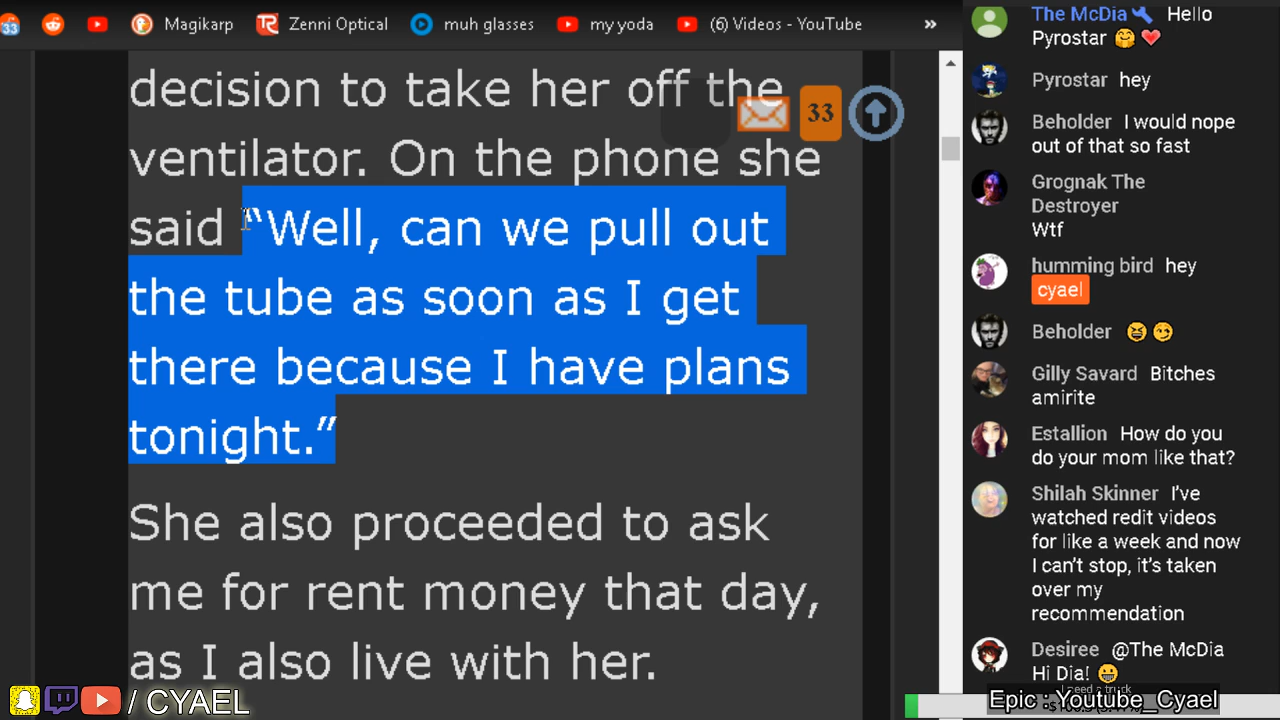 33
Magikarp
Zenni Optical
muh glasses
my yoda
(6) Videos - YouTube
»
decision to take her off the
33
ventilator. On the phone she
said “Well, can we pull out
the tube as soon as I get
there because I have plans
tonight.”
She also proceeded to ask
me for rent money that day,
as I also live with her.
/ CYAEL
The McDia Hello
Pyrostar
Pyrostar hey
Beholder I would nope
out of that so fast
Grognak The
Destroyer
Wtf
humming bird hey
cyael
Beholder
Gilly Savard Bitches
amirite
Estallion How do you
do your mom like that?
Shilah Skinner I’ve
watched redit videos
for like a week and now
I can’t stop, it’s taken
over my
recommendation
Desiree @The McDia
Hi Dia!
Epic : Youtube_Cyael